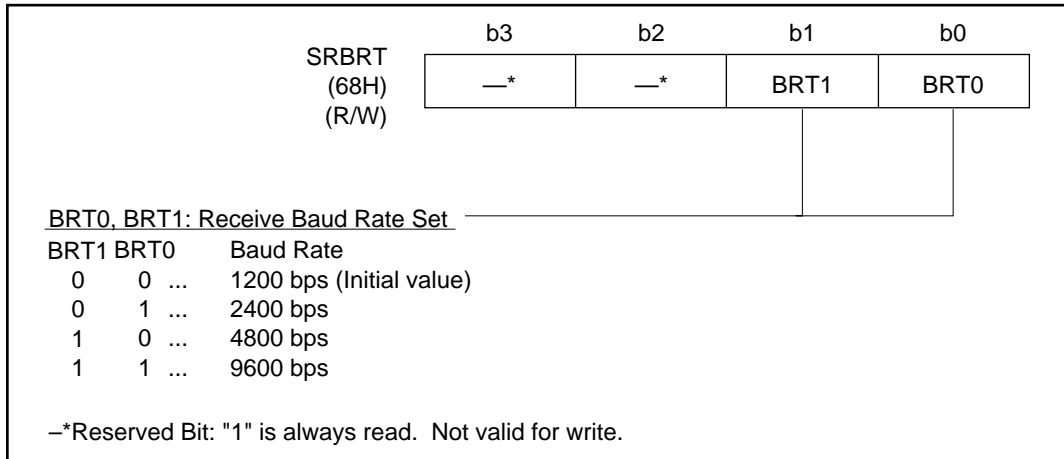 b3 b2 b1 b0
SRBRT
(68H) —* —* BRT1 BRT0
(R/W)
BRT0, BRT1: Receive Baud Rate Set
BRT1 BRT0 Baud Rate
0 0 ... 1200 bps (Initial value)
0 1 ... 2400 bps
1 0 ... 4800 bps
1 1 ... 9600 bps
–*Reserved Bit: "1" is always read. Not valid for write.